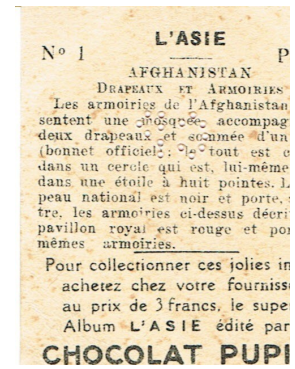 L'ASIE
Nº 1 P
AFGHANISTAN
DRAPEAUX ET ARMOIRIES
Les armoiries de l'Afghanistan
sentent une mosquée accompag
deux drapeaux et sommée d'un
(bonnet officiel; le tout est c
dans un cercle qui est, lui-même
dans une étoile à huit pointes. L
peau national est noir et porte,
tre, les armoiries ci-dessus décri
pavillon royal est rouge et por
mêmes armoiries.
Pour collectionner ces jolies im
achetez chez votre fourniss
au prix de 3 francs, le supe
Album L'ASIE édité par
CHOCOLAT PUPI